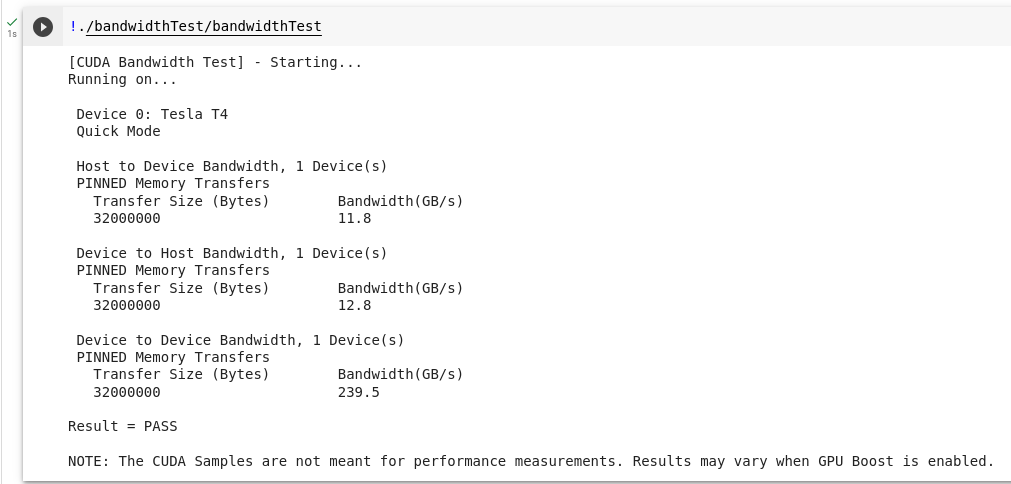 1s
!./bandwidthTest/bandwidthTest
[CUDA Bandwidth Test] - Starting...
Running on...
Device 0: Tesla T4
Quick Mode
Host to Device Bandwidth, 1 Device(s)
PINNED Memory Transfers
Transfer Size (Bytes) Bandwidth(GB/s)
32000000 11.8
Device to Host Bandwidth, 1 Device(s)
PINNED Memory Transfers
Transfer Size (Bytes) Bandwidth(GB/s)
32000000 12.8
Device to Device Bandwidth, 1 Device(s)
PINNED Memory Transfers
Transfer Size (Bytes) Bandwidth(GB/s)
32000000 239.5
Result = PASS
NOTE: The CUDA Samples are not meant for performance measurements. Results may vary when GPU Boost is enabled.